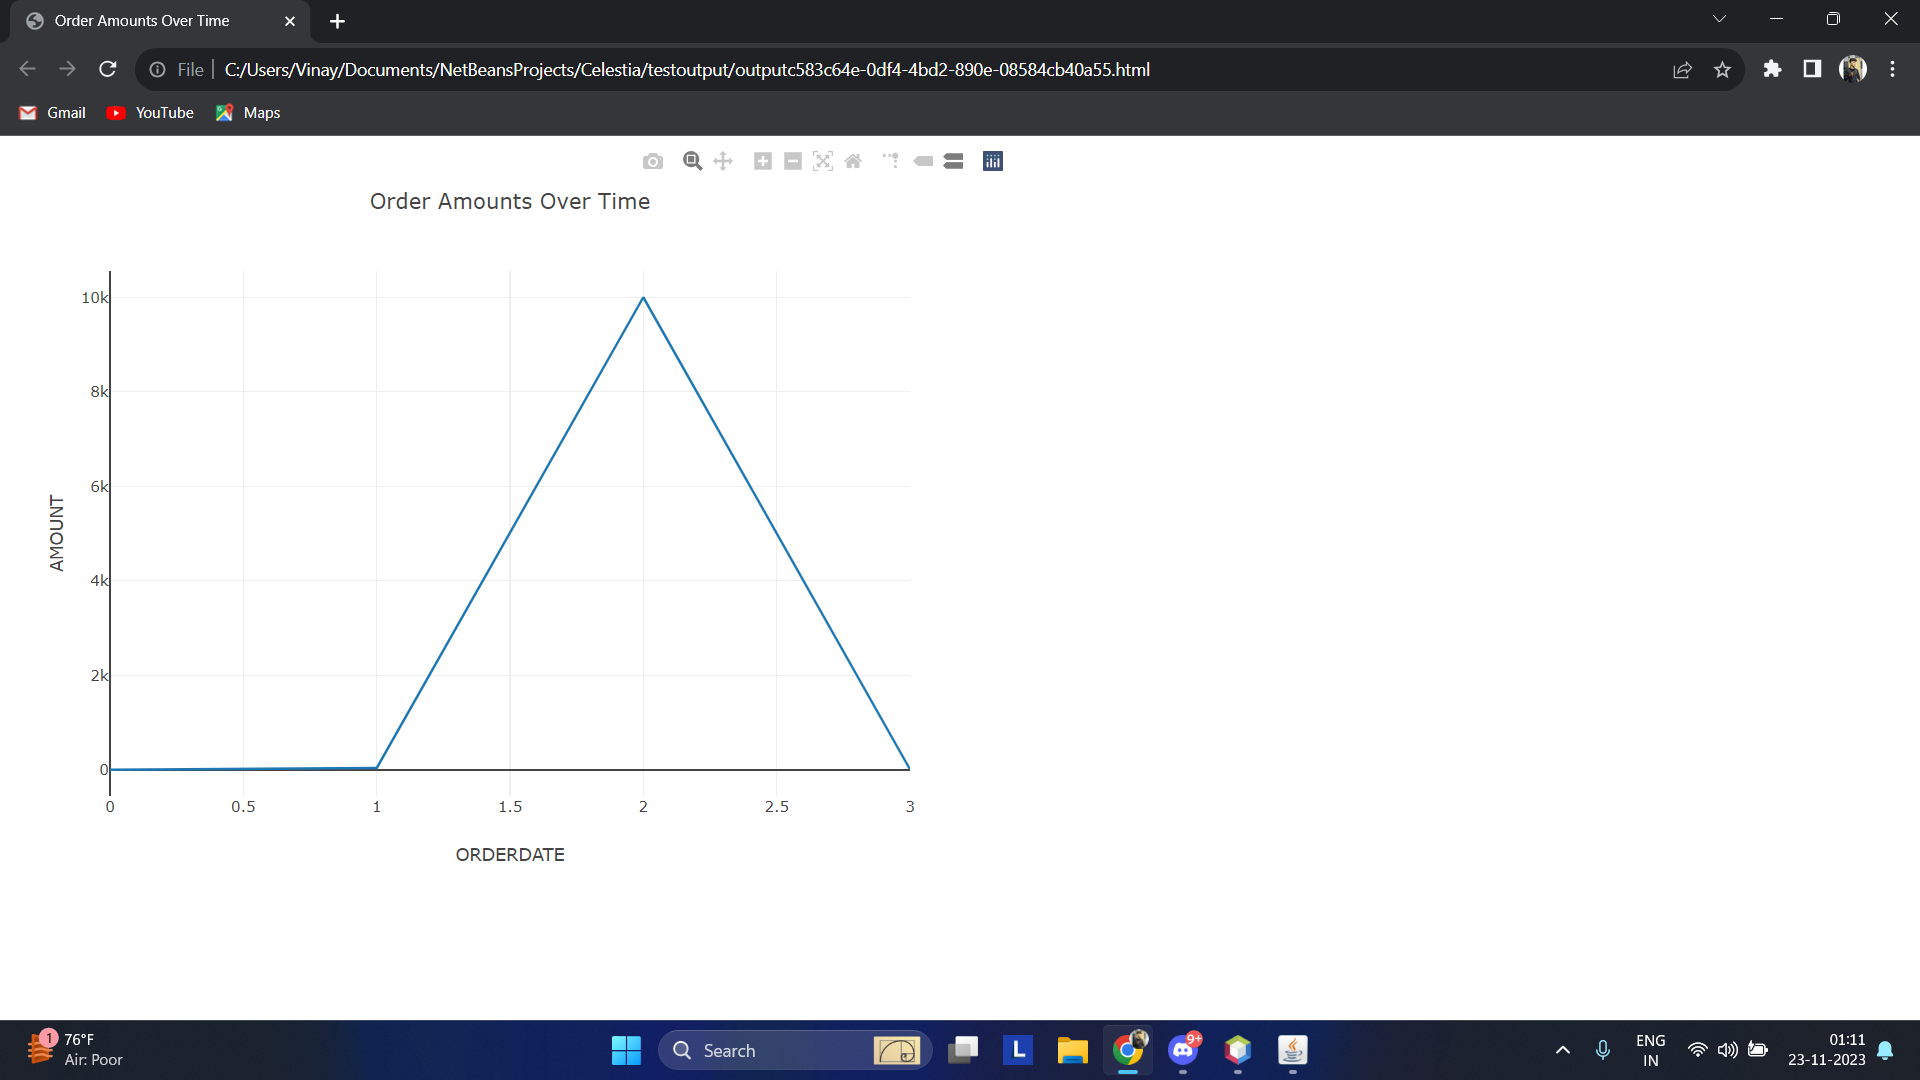 Order Amounts Over Time
File
C:/Users/Vinay/Documents/NetBeansProjects/Celestia/testoutput/outputc583c64e-0df4-4bd2-890e-08584cb40a55.html
Gmail
YouTube
Maps
Order Amounts Over Time
10k
8k
6k
4k
2k
0
AMOUNT
0 0.5 1 1.5 2 2.5 3
ORDERDATE
1
76°F
Air: Poor
Search
L
9+
ENG
IN
01:11
23-11-2023